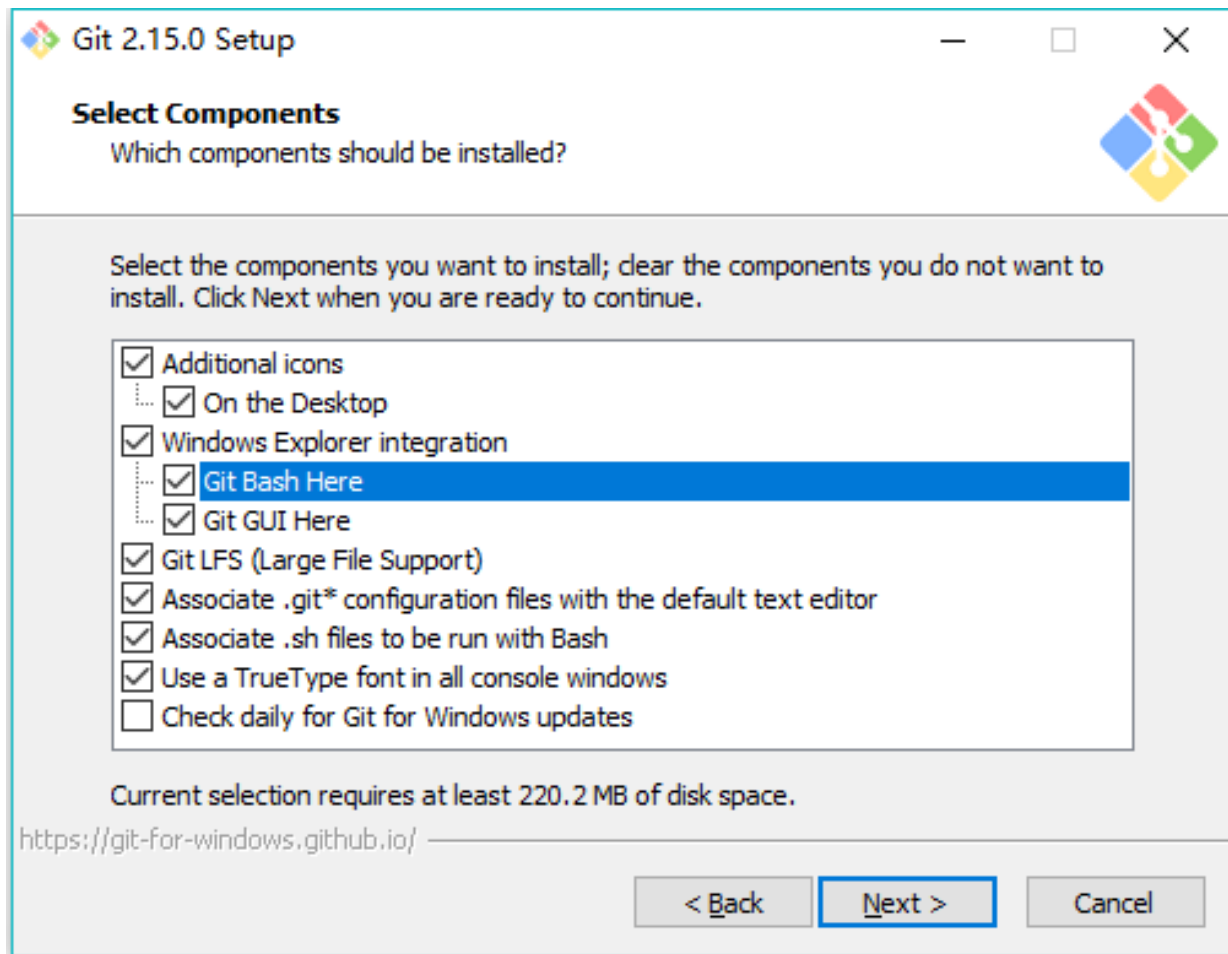 Git 2.15.0 Setup
Select Components
Which components should be installed?
Select the components you want to install; clear the components you do not want to
install. Click Next when you are ready to continue.
Additional icons
On the Desktop
Windows Explorer integration
Git Bash Here
Git GUI Here
Git LFS (Large File Support)
Associate .git* configuration files with the default text editor
Associate .sh files to be run with Bash
Use a TrueType font in all console windows
Check daily for Git for Windows updates
Current selection requires at least 220.2 MB of disk space.
https://git-for-windows.github.io/
< Back Next > Cancel